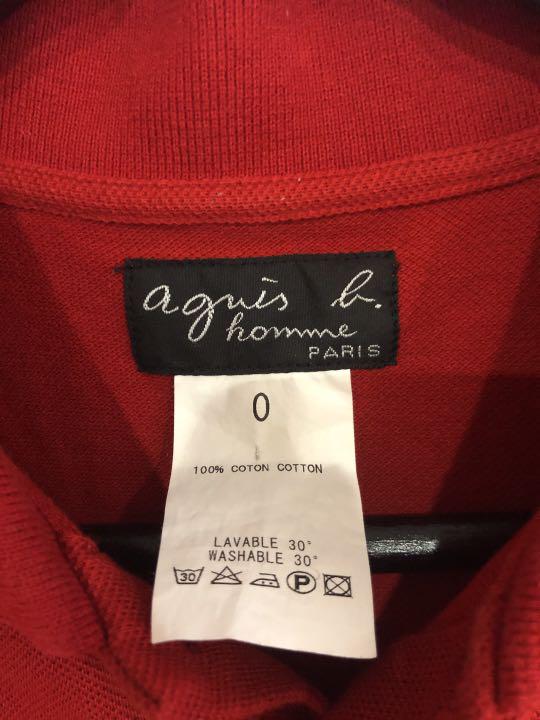 agnès b.
homme
PARIS
0
100% COTON COTTON
LAVABLE 30°
WASHABLE 30°
30 P